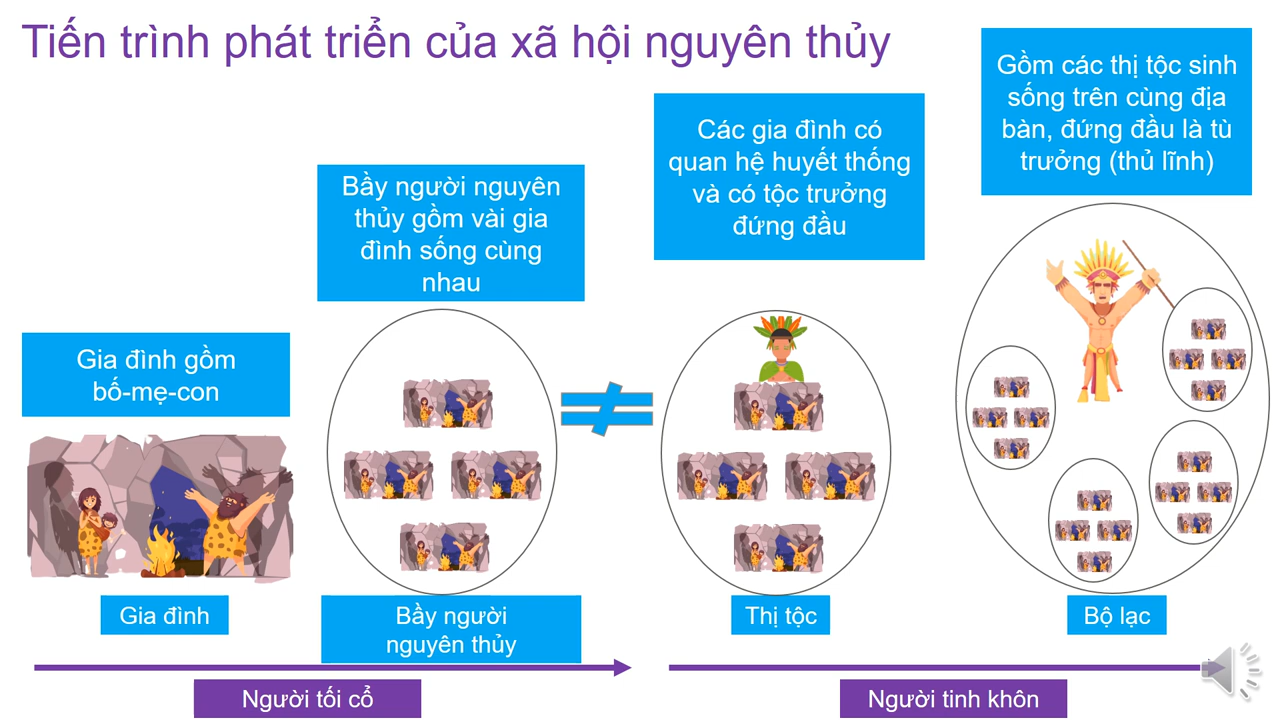 Tiến trình phát triển của xã hội nguyên thủy
Gia đình gồm
bố-mẹ-con
Gia đình
Bầy người nguyên
thủy gồm vài gia
đình sống cùng
nhau
Bầy người
nguyên thủy
Các gia đình có
quan hệ huyết thống
và có tộc trưởng
đứng đầu
Thị tộc
Gồm các thị tộc sinh
sống trên cùng địa
bàn, đứng đầu là tù
trưởng (thủ lĩnh)
Bộ lạc
Người tối cổ
Người tinh khôn